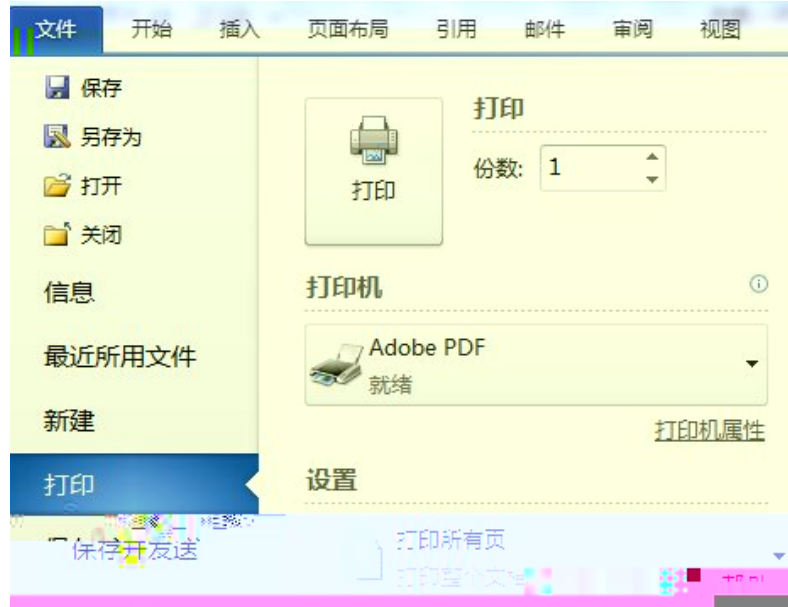 文件 开始 插入 页面布局 引用 邮件 审阅 视图
保存
另存为
打开
关闭
信息
最近所用文件
新建
打印
保存并发送
打印
打印
份数: 1
打印机
Adobe PDF
就绪
打印机属性
设置
打印所有页